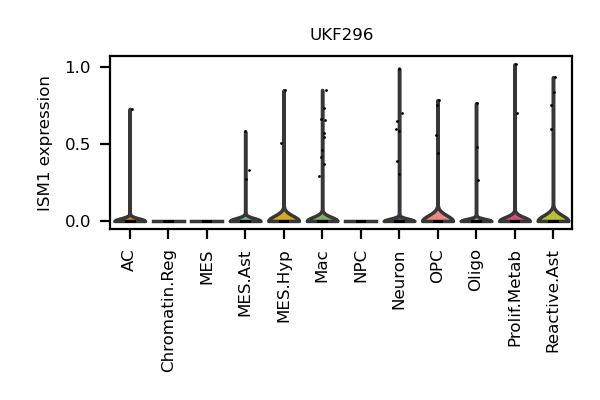 UKF296
ISM1 expression
1.0
0.5
0.0
AC
Chromatin.Reg
MES
MES.Ast
MES.Hyp
Mac
NPC
Neuron
OPC
Oligo
Prolif.Metab
Reactive.Ast